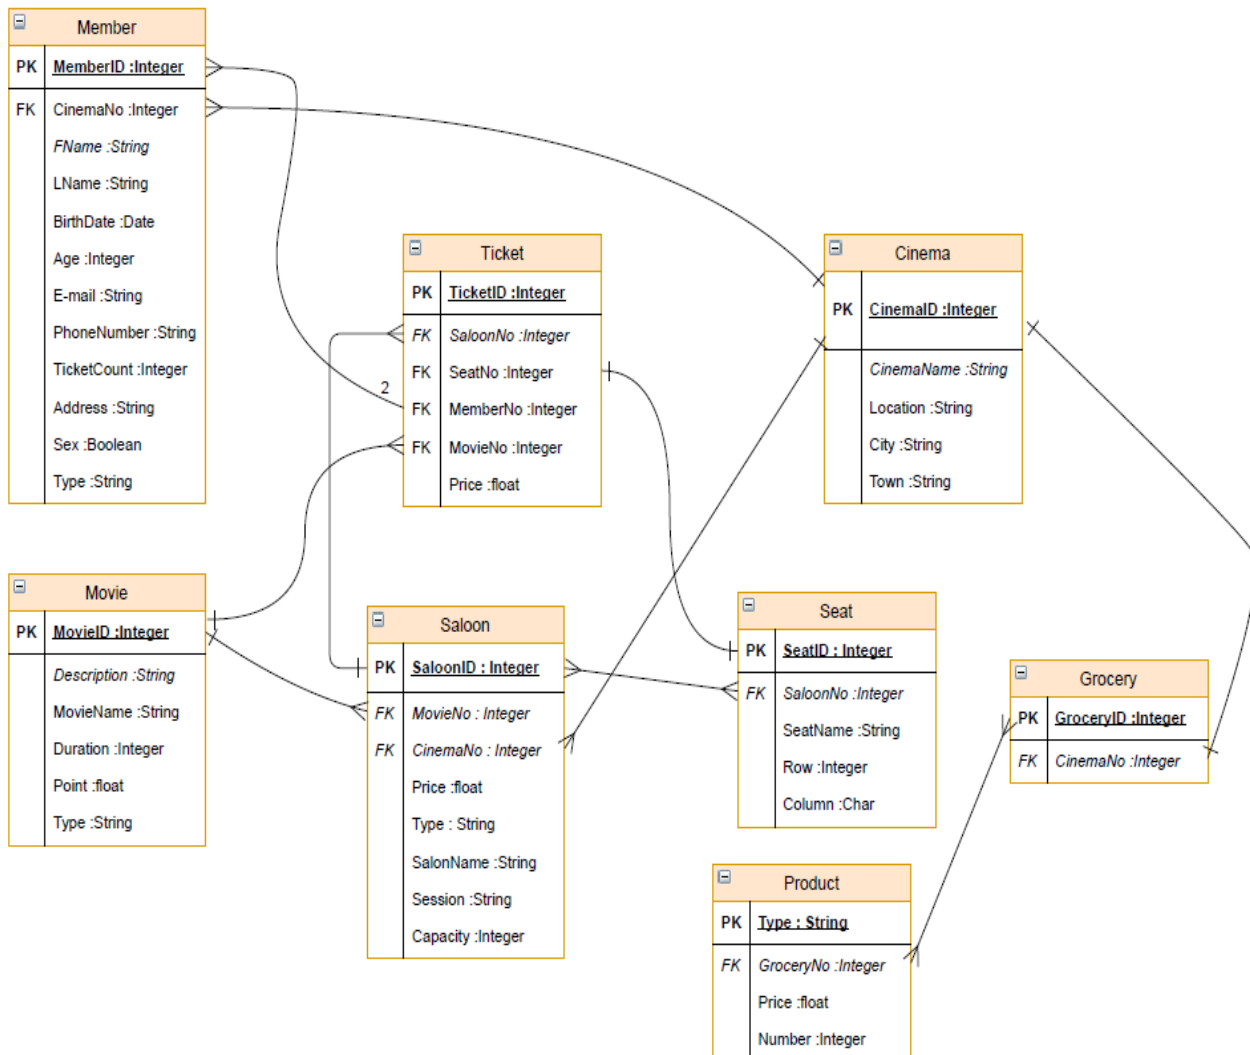 Member
PK MemberID :Integer
FK CinemaNo :Integer
FName :String
LName :String
BirthDate :Date
Age :Integer
E-mail :String
PhoneNumber :String
TicketCount :Integer
Address :String
Sex :Boolean
Type :String
Ticket
PK TicketID :Integer
FK SaloonNo :Integer
FK SeatNo :Integer
2
FK MemberNo :Integer
FK MovieNo :Integer
Price :float
Cinema
PK CinemaID :Integer
CinemaName :String
Location :String
City :String
Town :String
Movie
PK MovieID :Integer
Description :String
MovieName :String
Duration :Integer
Point :float
Type :String
Saloon
PK SaloonID : Integer
FK MovieNo : Integer
FK CinemaNo : Integer
Price :float
Type : String
SalonName :String
Session :String
Capacity :Integer
Seat
PK SeatID : Integer
FK SaloonNo :Integer
SeatName :String
Row :Integer
Column :Char
Grocery
PK GroceryID :Integer
FK CinemaNo :Integer
Product
PK Type : String
FK GroceryNo :Integer
Price :float
Number :Integer